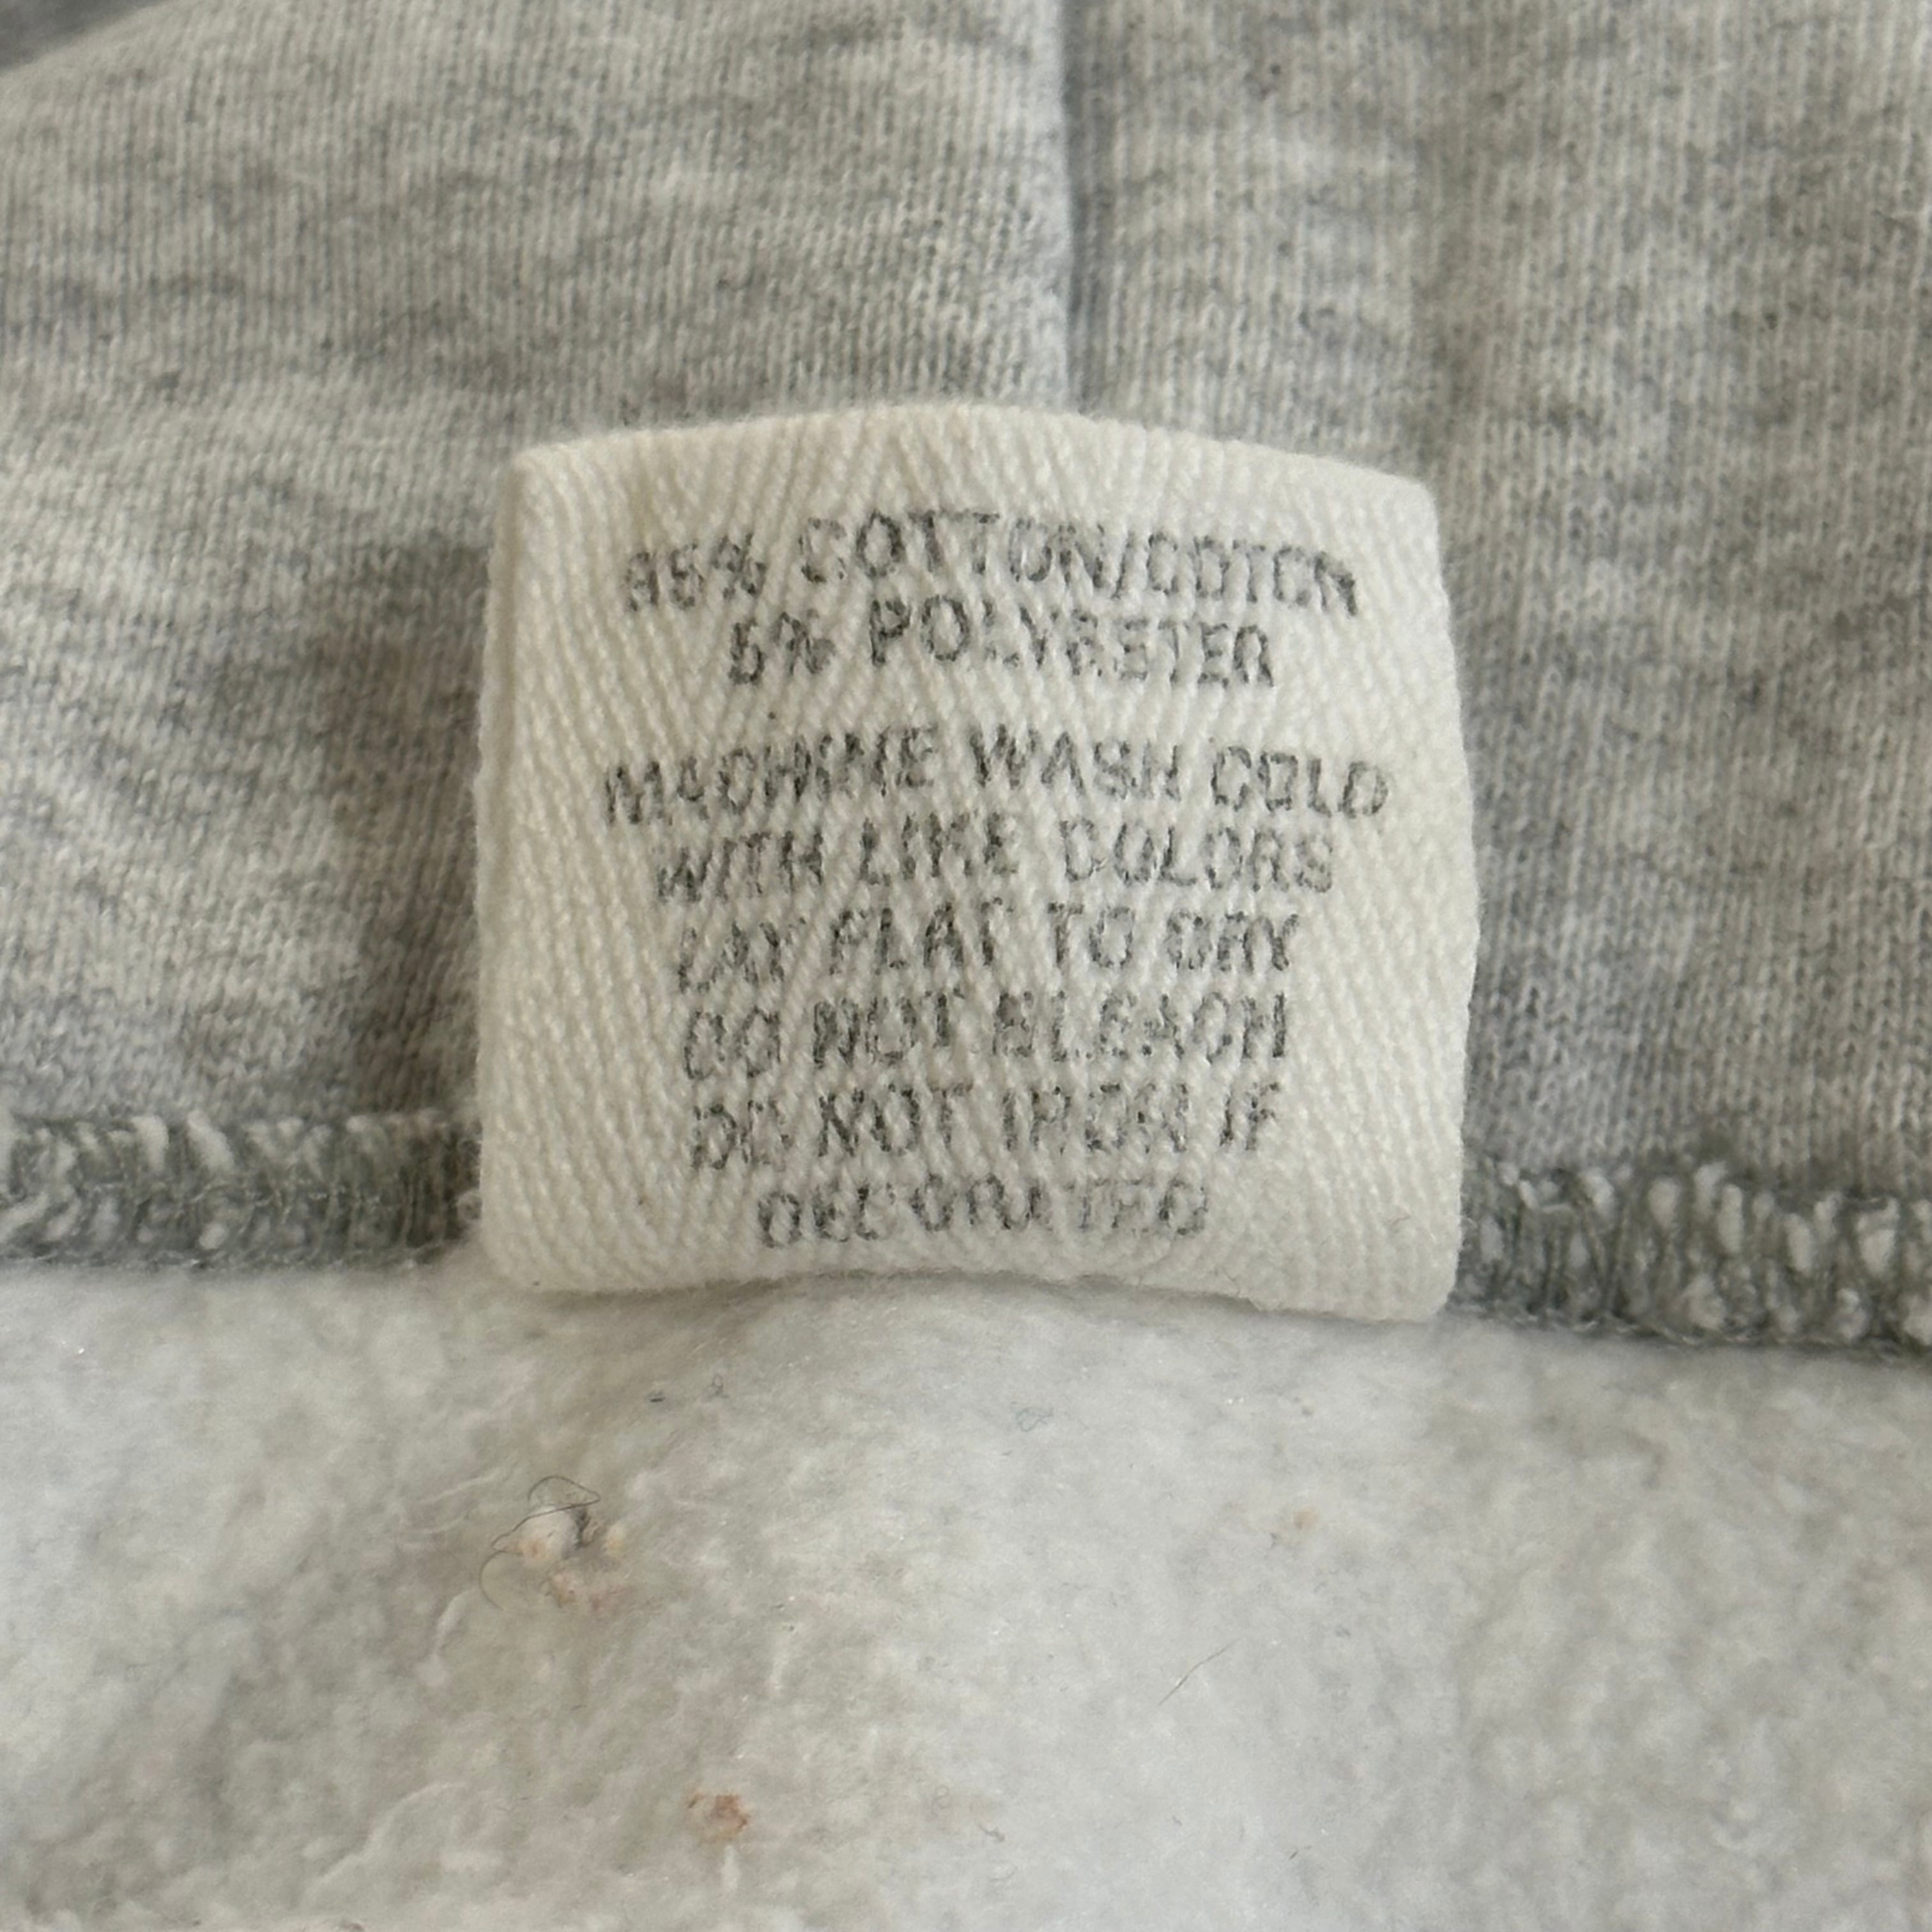 95% COTTON/COTON
5% POLYESTER
MACHINE WASH COLD
WITH LIKE COLORS
LAY FLAT TO DRY
DO NOT BLEACH
DO NOT IRON IF
DECORATED